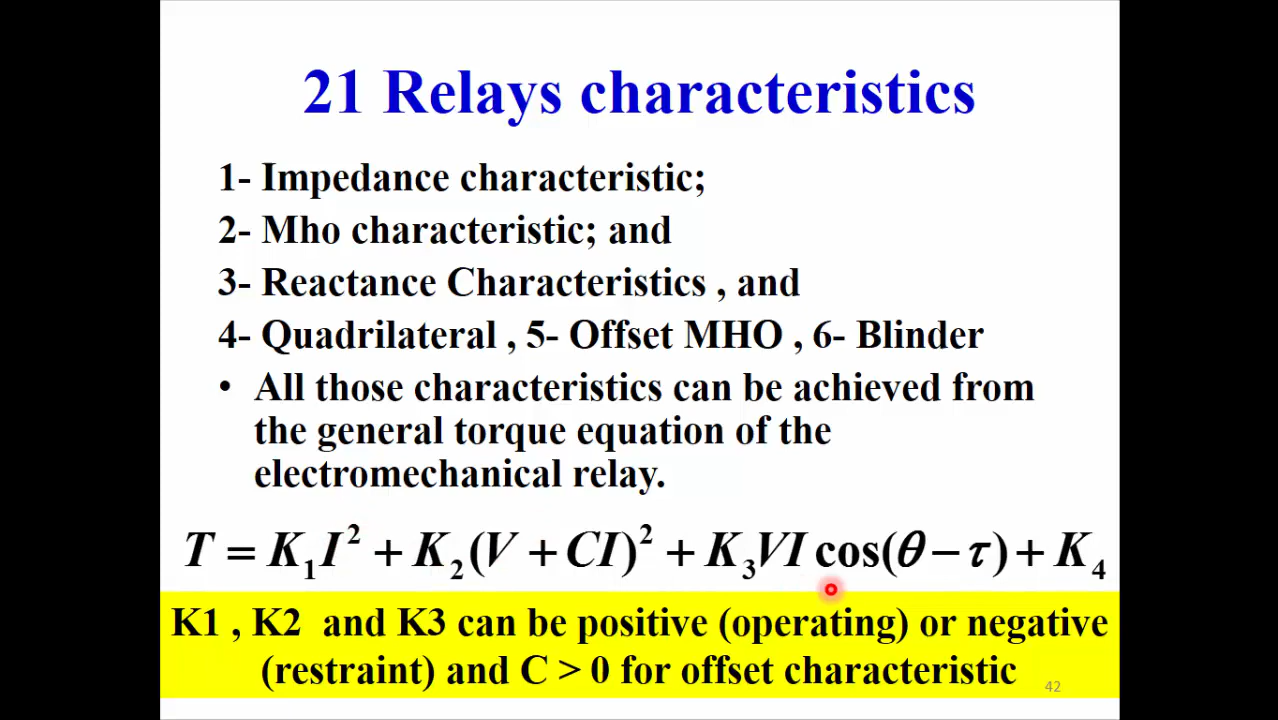 21 Relays characteristics
1- Impedance characteristic;
2- Mho characteristic; and
3- Reactance Characteristics , and
4- Quadrilateral , 5- Offset MHO , 6- Blinder
• All those characteristics can be achieved from
the general torque equation of the
electromechanical relay.
T = K₁I² + K₂(V + CI)² + K₃VI cos(θ − τ) + K₄
K1 , K2 and K3 can be positive (operating) or negative
(restraint) and C > 0 for offset characteristic
42